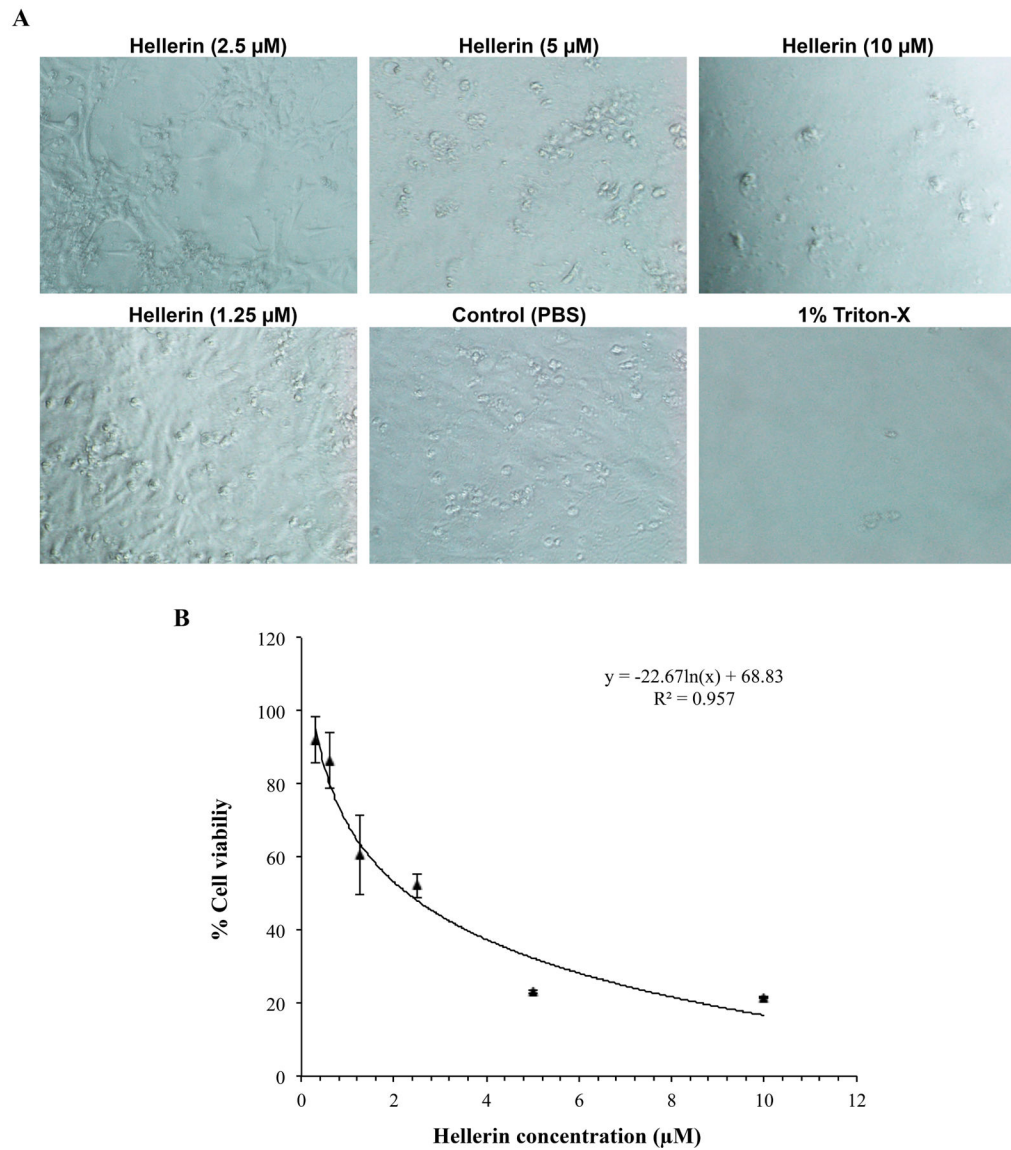 A
Hellerin (2.5 µM)
Hellerin (5 µM)
Hellerin (10 µM)
Hellerin (1.25 µM)
Control (PBS)
1% Triton-X
B
120
100
80
60
40
20
0
% Cell viabiliy
y = -22.67ln(x) + 68.83
R² = 0.957
0
2
4
6
8
10
12
Hellerin concentration (µM)